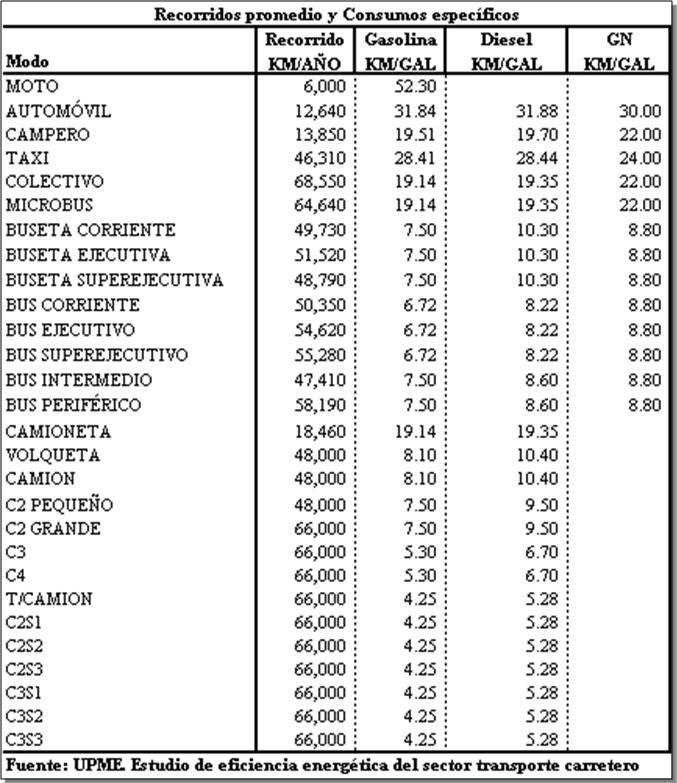 Recorridos promedio y Consumos específicos
Recorrido Gasolina Diesel GN
Modo KM/AÑO KM/GAL KM/GAL KM/GAL
MOTO 6,000 52.30
AUTOMÓVIL 12,640 31.84 31.88 30.00
CAMPERO 13,850 19.51 19.70 22.00
TAXI 46,310 28.41 28.44 24.00
COLECTIVO 68,550 19.14 19.35 22.00
MICROBUS 64,640 19.14 19.35 22.00
BUSETA CORRIENTE 49,730 7.50 10.30 8.80
BUSETA EJECUTIVA 51,520 7.50 10.30 8.80
BUSETA SUPEREJECUTIVA 48,790 7.50 10.30 8.80
BUS CORRIENTE 50,350 6.72 8.22 8.80
BUS EJECUTIVO 54,620 6.72 8.22 8.80
BUS SUPEREJECUTIVO 55,280 6.72 8.22 8.80
BUS INTERMEDIO 47,410 7.50 8.60 8.80
BUS PERIFÉRICO 58,190 7.50 8.60 8.80
CAMIONETA 18,460 19.14 19.35
VOLQUETA 48,000 8.10 10.40
CAMION 48,000 8.10 10.40
C2 PEQUEÑO 48,000 7.50 9.50
C2 GRANDE 66,000 7.50 9.50
C3 66,000 5.30 6.70
C4 66,000 5.30 6.70
T/CAMION 66,000 4.25 5.28
C2S1 66,000 4.25 5.28
C2S2 66,000 4.25 5.28
C2S3 66,000 4.25 5.28
C3S1 66,000 4.25 5.28
C3S2 66,000 4.25 5.28
C3S3 66,000 4.25 5.28
Fuente: UPME. Estudio de eficiencia energética del sector transporte carretero